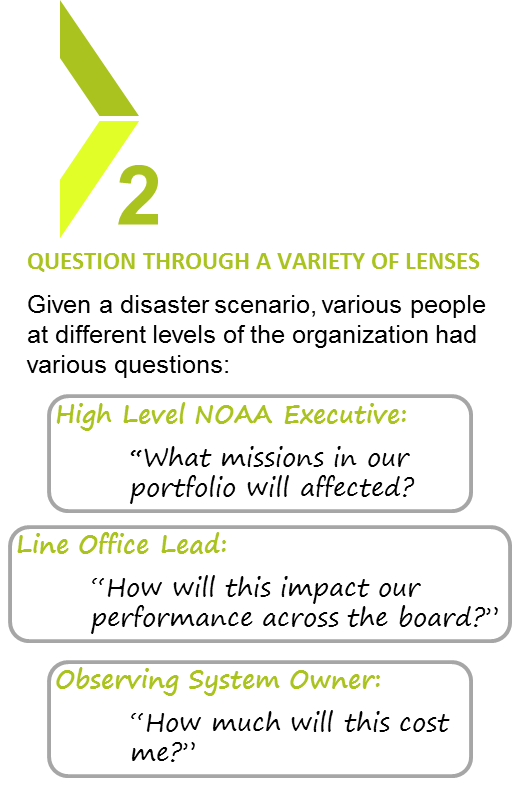 2
QUESTION THROUGH A VARIETY OF LENSES
Given a disaster scenario, various people
at different levels of the organization had
various questions:
High Level NOAA Executive:
“What missions in our
portfolio will affected?
Line Office Lead:
“How will this impact our
performance across the board?”
Observing System Owner:
“How much will this cost
me?”